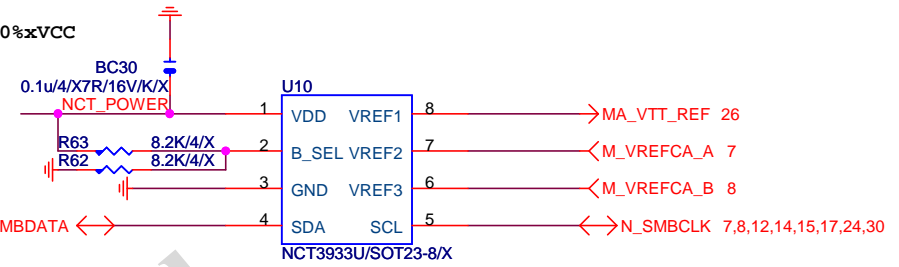 0%xVCC
BC30
0.1u/4/X7R/16V/K/X
NCT_POWER
U10
1 VDD VREF1 8 MA_VTT_REF 26
R63 8.2K/4/X
2 B_SEL VREF2 7 M_VREFCA_A 7
R62 8.2K/4/X
3 GND VREF3 6 M_VREFCA_B 8
MBDATA 4 SDA SCL 5 N_SMBCLK 7,8,12,14,15,17,24,30
NCT3933U/SOT23-8/X